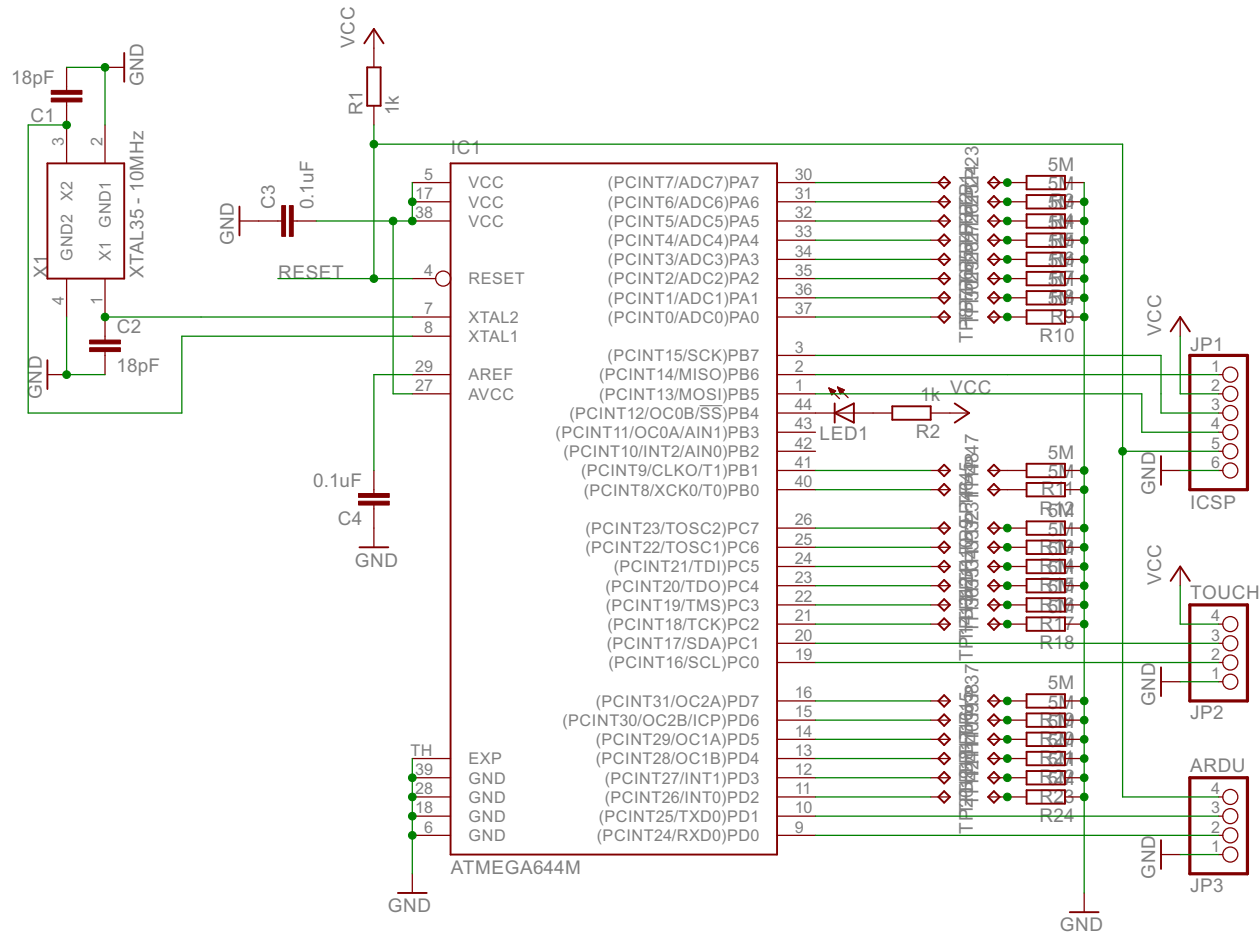 VCC
18pF
GND
C1
R1
1k
3
2
X2
GND1
GND2
X1
X1
XTAL35 - 10MHz
4
1
C2
18pF
GND
C3
0.1uF
GND
RESET
0.1uF
C4
GND
IC1
5 VCC
17 VCC
38 VCC
4 RESET
7 XTAL2
8 XTAL1
29 AREF
27 AVCC
TH EXP
39 GND
28 GND
18 GND
6 GND
GND
ATMEGA644M
(PCINT7/ADC7)PA7 30
(PCINT6/ADC6)PA6 31
(PCINT5/ADC5)PA5 32
(PCINT4/ADC4)PA4 33
(PCINT3/ADC3)PA3 34
(PCINT2/ADC2)PA2 35
(PCINT1/ADC1)PA1 36
(PCINT0/ADC0)PA0 37
(PCINT15/SCK)PB7 3
(PCINT14/MISO)PB6 2
(PCINT13/MOSI)PB5 1
(PCINT12/OC0B/SS)PB4 44
(PCINT11/OC0A/AIN1)PB3 43
(PCINT10/INT2/AIN0)PB2 42
(PCINT9/CLKO/T1)PB1 41
(PCINT8/XCK0/T0)PB0 40
(PCINT23/TOSC2)PC7 26
(PCINT22/TOSC1)PC6 25
(PCINT21/TDI)PC5 24
(PCINT20/TDO)PC4 23
(PCINT19/TMS)PC3 22
(PCINT18/TCK)PC2 21
(PCINT17/SDA)PC1 20
(PCINT16/SCL)PC0 19
(PCINT31/OC2A)PD7 16
(PCINT30/OC2B/ICP)PD6 15
(PCINT29/OC1A)PD5 14
(PCINT28/OC1B)PD4 13
(PCINT27/INT1)PD3 12
(PCINT26/INT0)PD2 11
(PCINT25/TXD0)PD1 10
(PCINT24/RXD0)PD0 9
5M
5M
R9
R10
LED1
1k
R2
VCC
5M
5M
R11
5M
R17
R18
5M
5M
R23
R24
GND
VCC
JP1
1
2
3
4
5
6
GND
ICSP
VCC
TOUCH
4
3
2
1
GND
JP2
ARDU
4
3
2
1
GND
JP3